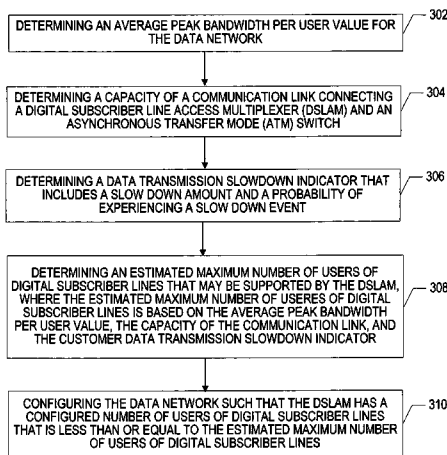 DETERMINING AN AVERAGE PEAK BANDWIDTH PER USER VALUE FOR
THE DATA NETWORK
302
DETERMINING A CAPACITY OF A COMMUNICATION LINK CONNECTING
A DIGITAL SUBSCRIBER LINE ACCESS MULTIPLEXER (DSLAM) AND AN
ASYNCHRONOUS TRANSFER MODE (ATM) SWITCH
304
DETERMINING A DATA TRANSMISSION SLOWDOWN INDICATOR THAT
INCLUDES A SLOW DOWN AMOUNT AND A PROBABILITY OF
EXPERIENCING A SLOW DOWN EVENT
306
DETERMINING AN ESTIMATED MAXIMUM NUMBER OF USERS OF
DIGITAL SUBSCRIBER LINES THAT MAY BE SUPPORTED BY THE DSLAM,
WHERE THE ESTIMATED MAXIMUM NUMBER OF USERES OF DIGITAL
SUBSCRIBER LINES IS BASED ON THE AVERAGE PEAK BANDWIDTH
PER USER VALUE, THE CAPACITY OF THE COMMUNICATION LINK, AND
THE CUSTOMER DATA TRANSMISSION SLOWDOWN INDICATOR
308
CONFIGURING THE DATA NETWORK SUCH THAT THE DSLAM HAS A
CONFIGURED NUMBER OF USERS OF DIGITAL SUBSCRIBER LINES
THAT IS LESS THAN OR EQUAL TO THE ESTIMATED MAXIMUM NUMBER
OF USERS OF DIGITAL SUBSCRIBER LINES
310